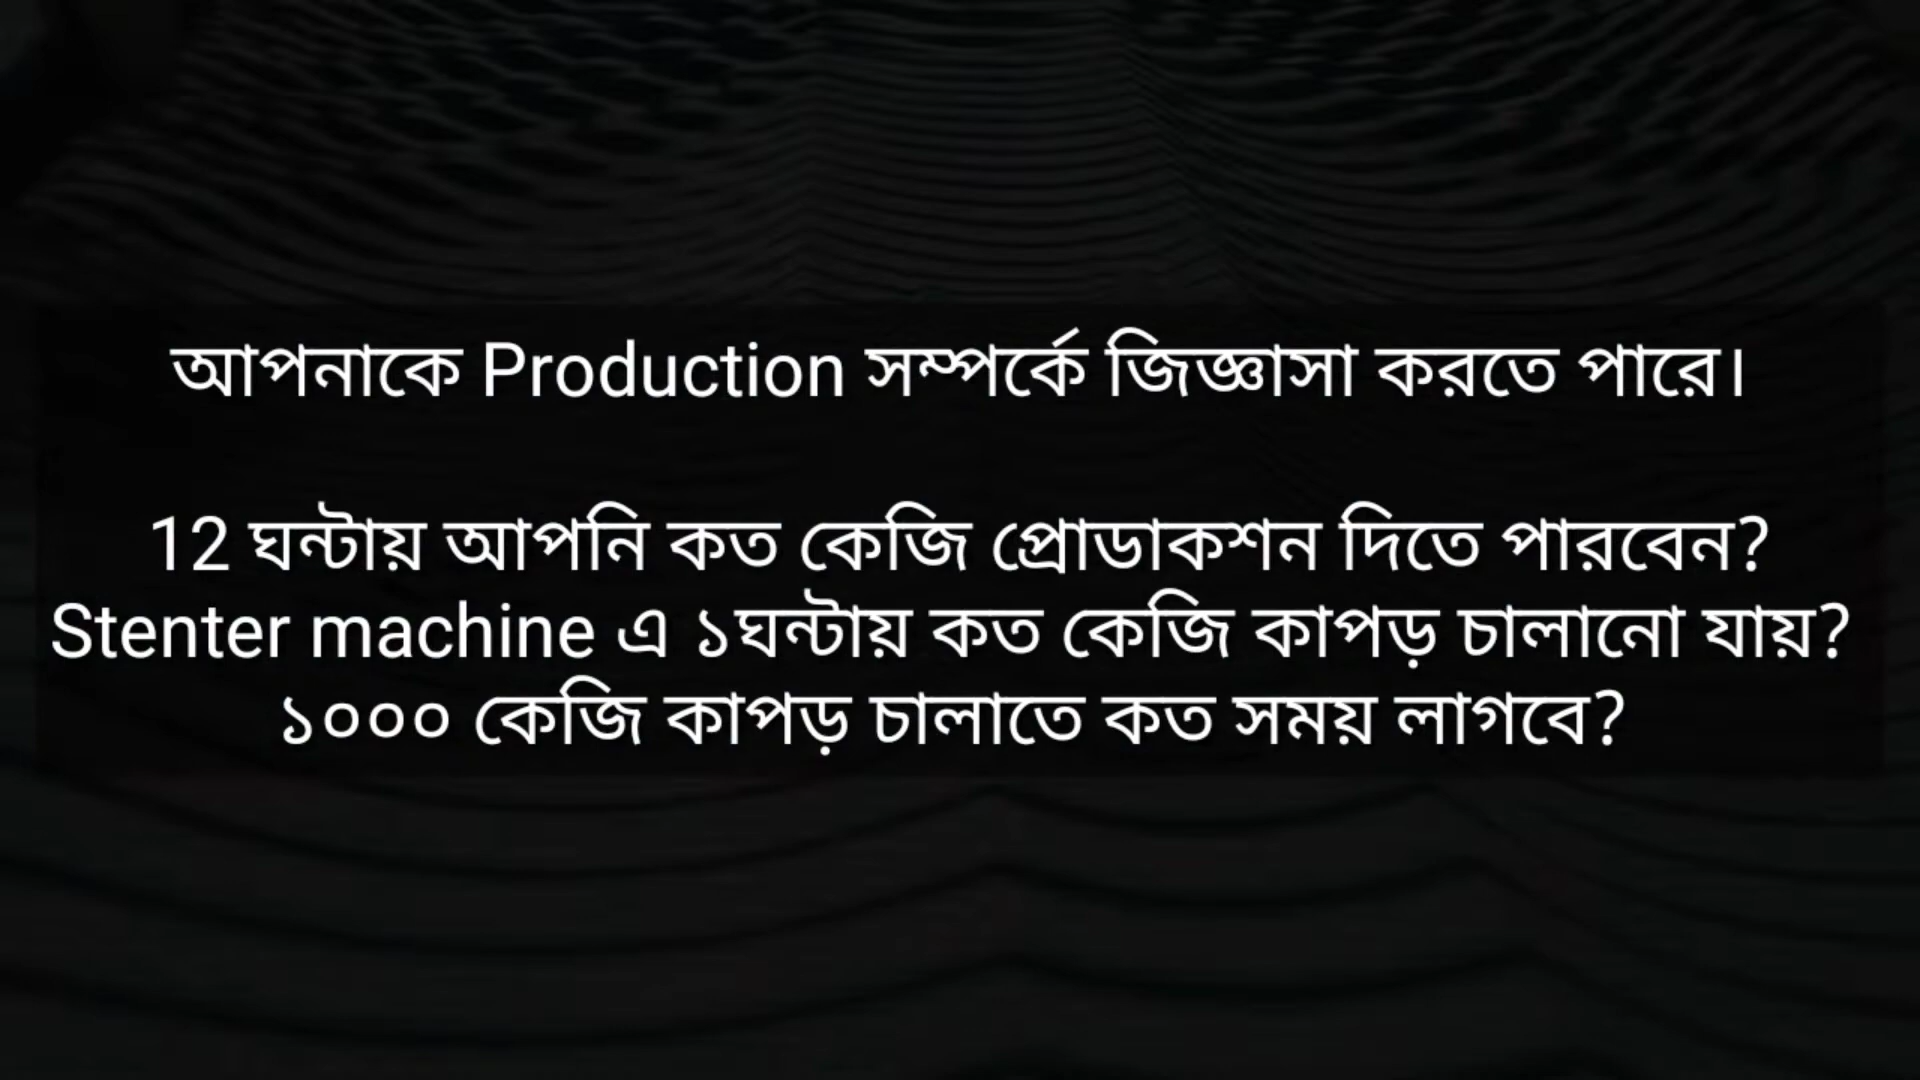 আপনাকে Production সম্পর্কে জিজ্ঞাসা করতে পারে।
12 ঘন্টায় আপনি কত কেজি প্রোডাকশন দিতে পারবেন?
Stenter machine এ ১ঘন্টায় কত কেজি কাপড় চালানো যায়?
১০০০ কেজি কাপড় চালাতে কত সময় লাগবে?